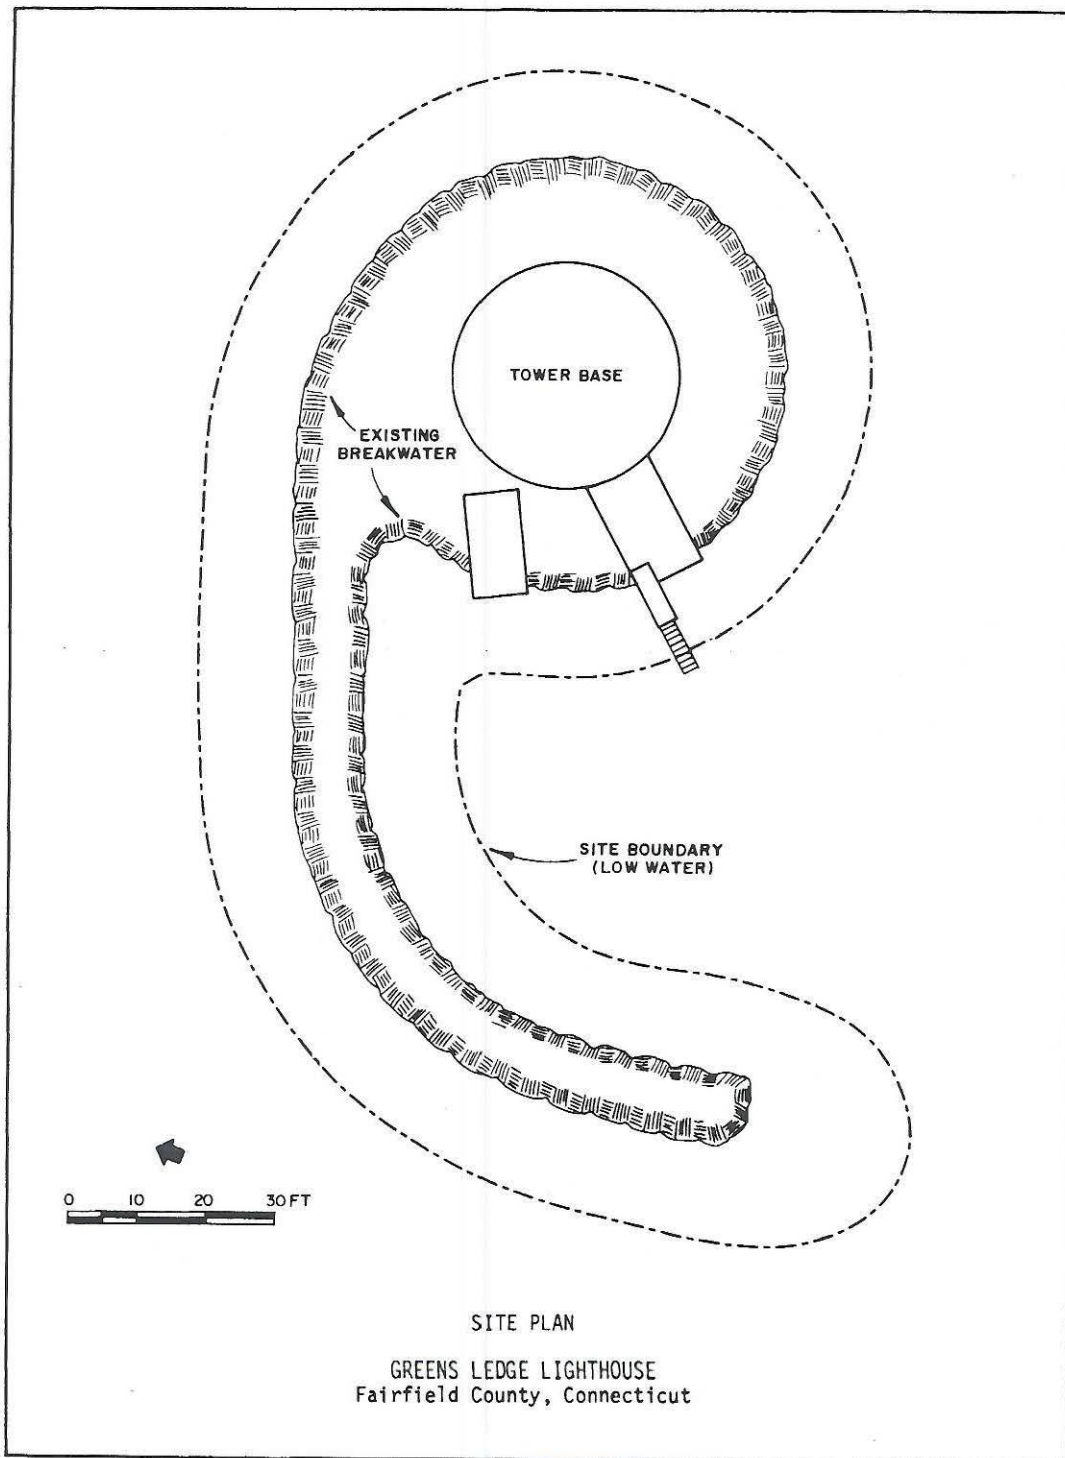 TOWER BASE
EXISTING
BREAKWATER
SITE BOUNDARY
(LOW WATER)
0 10 20 30 FT
SITE PLAN
GREENS LEDGE LIGHTHOUSE
Fairfield County, Connecticut